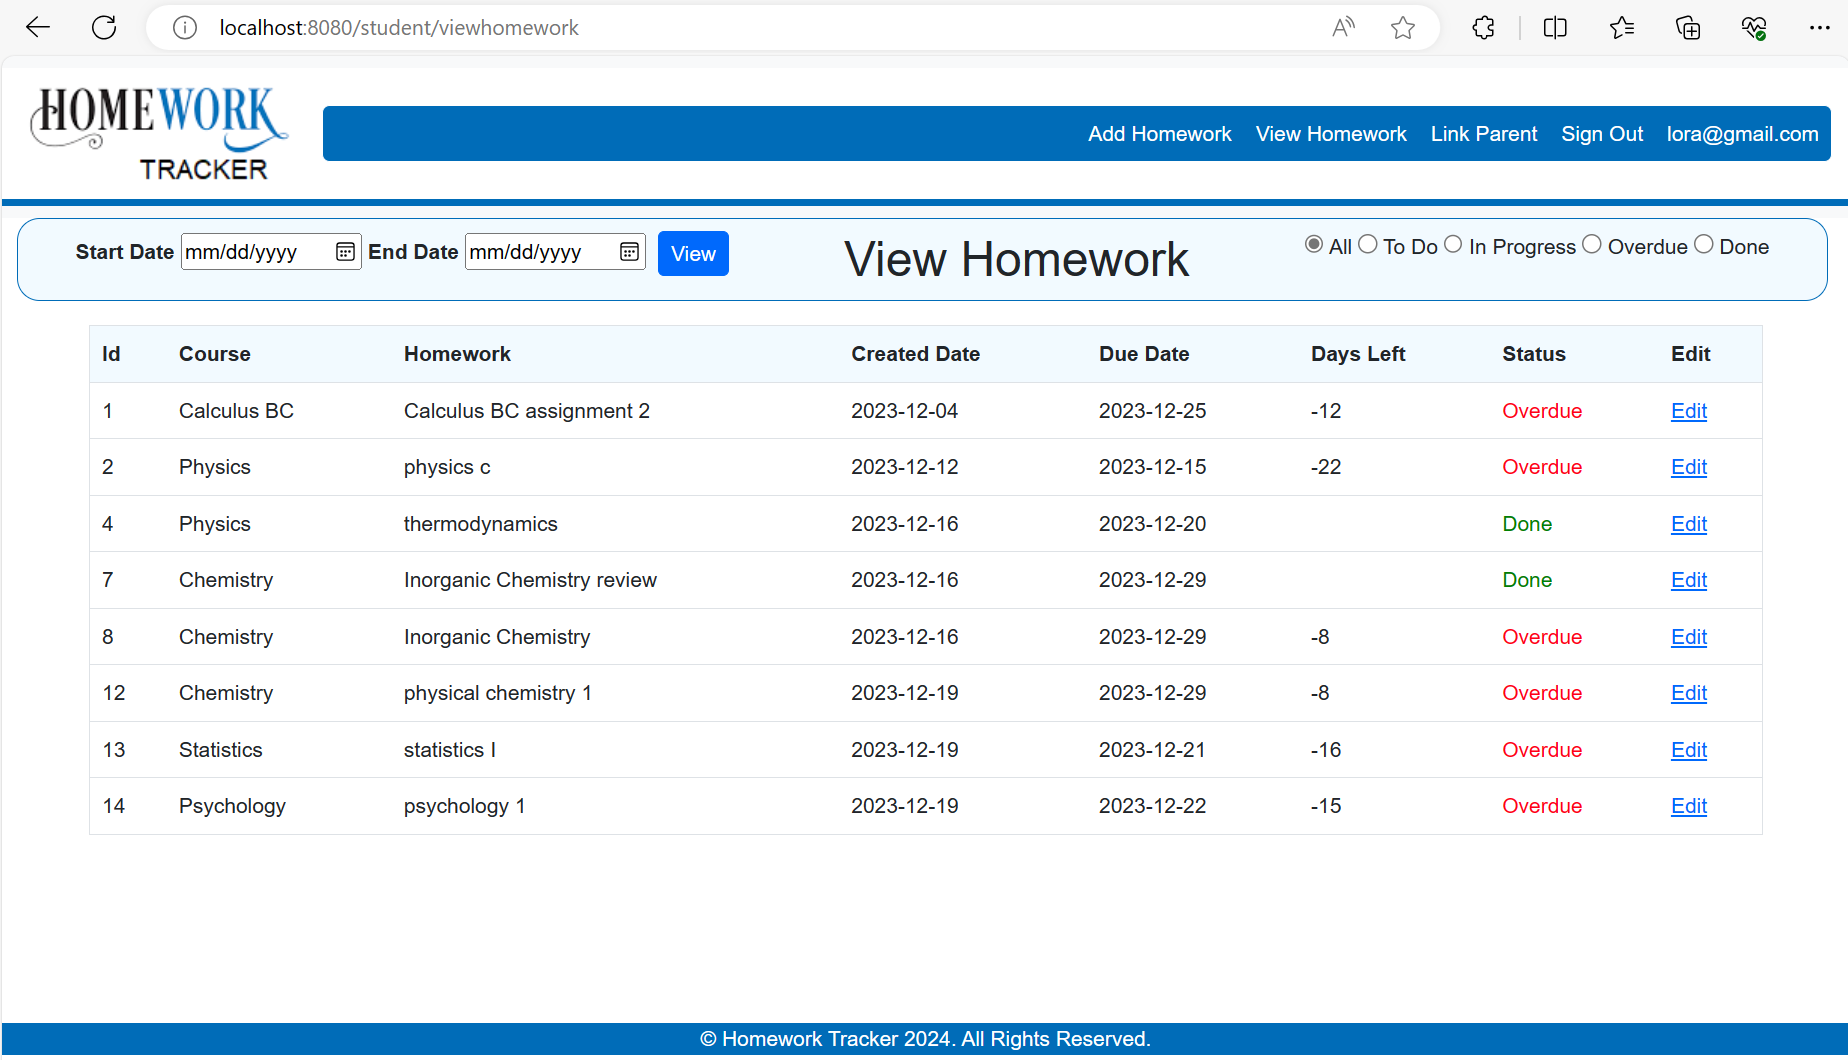 localhost:8080/student/viewhomework
HOMEWORK
TRACKER
Add Homework View Homework Link Parent Sign Out lora@gmail.com
Start Date mm/dd/yyyy End Date mm/dd/yyyy View View Homework All To Do In Progress Overdue Done
Id Course Homework Created Date Due Date Days Left Status Edit
1 Calculus BC Calculus BC assignment 2 2023-12-04 2023-12-25 -12 Overdue Edit
2 Physics physics c 2023-12-12 2023-12-15 -22 Overdue Edit
4 Physics thermodynamics 2023-12-16 2023-12-20 Done Edit
7 Chemistry Inorganic Chemistry review 2023-12-16 2023-12-29 Done Edit
8 Chemistry Inorganic Chemistry 2023-12-16 2023-12-29 -8 Overdue Edit
12 Chemistry physical chemistry 1 2023-12-19 2023-12-29 -8 Overdue Edit
13 Statistics statistics I 2023-12-19 2023-12-21 -16 Overdue Edit
14 Psychology psychology 1 2023-12-19 2023-12-22 -15 Overdue Edit
© Homework Tracker 2024. All Rights Reserved.